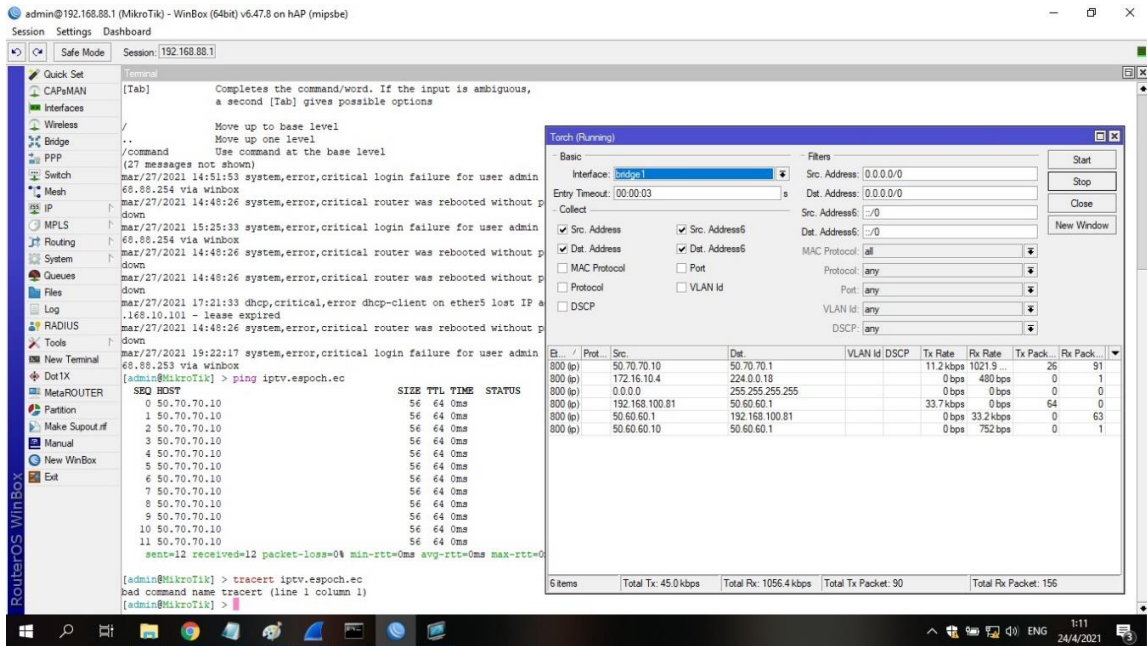 admin@192.168.88.1 (MikroTik) - WinBox (64bit) v6.47.8 on hAP (mipsbe)
Session Settings Dashboard
Safe Mode Session: 192.168.88.1
Quick Set
CAPsMAN
Interfaces
Wireless
Bridge
PPP
Switch
Mesh
IP
MPLS
Routing
System
Queues
Files
Log
RADIUS
Tools
New Terminal
Dot1X
MetaROUTER
Partition
Make Supout.rif
Manual
New WinBox
Exit
RouterOS WinBox
Terminal
[Tab] Completes the command/word. If the input is ambiguous,
a second [Tab] gives possible options
/ Move up to base level
.. Move up one level
/command Use command at the base level
(27 messages not shown)
mar/27/2021 14:51:53 system,error,critical login failure for user admin
68.88.254 via winbox
mar/27/2021 14:48:26 system,error,critical router was rebooted without p
down
mar/27/2021 15:25:33 system,error,critical login failure for user admin
68.88.254 via winbox
mar/27/2021 14:48:26 system,error,critical router was rebooted without p
down
mar/27/2021 14:48:26 system,error,critical router was rebooted without p
down
mar/27/2021 17:21:33 dhcp,critical,error dhcp-client on ether5 lost IP a
.168.10.101 - lease expired
mar/27/2021 14:48:26 system,error,critical router was rebooted without p
down
mar/27/2021 19:22:17 system,error,critical login failure for user admin
68.88.253 via winbox
[admin@MikroTik] > ping iptv.espoch.ec
SEQ HOST SIZE TTL TIME STATUS
0 50.70.70.10 56 64 0ms
1 50.70.70.10 56 64 0ms
2 50.70.70.10 56 64 0ms
3 50.70.70.10 56 64 0ms
4 50.70.70.10 56 64 0ms
5 50.70.70.10 56 64 0ms
6 50.70.70.10 56 64 0ms
7 50.70.70.10 56 64 0ms
8 50.70.70.10 56 64 0ms
9 50.70.70.10 56 64 0ms
10 50.70.70.10 56 64 0ms
11 50.70.70.10 56 64 0ms
sent=12 received=12 packet-loss=0% min-rtt=0ms avg-rtt=0ms max-rtt=0
[admin@MikroTik] > tracert iptv.espoch.ec
bad command name tracert (line 1 column 1)
[admin@MikroTik] >
Torch (Running)
Basic
Interface: bridge1
Entry Timeout: 00:00:03 s
Collect
Src. Address Src. Address6
Dst. Address Dst. Address6
MAC Protocol Port
Protocol VLAN Id
DSCP
Filters
Src. Address: 0.0.0.0/0
Dst. Address: 0.0.0.0/0
Src. Address6: ::/0
Dst. Address6: ::/0
MAC Protocol: all
Protocol: any
Port: any
VLAN Id: any
DSCP: any
Start
Stop
Close
New Window
Et... Prot... Src. Dst. VLAN Id DSCP Tx Rate Rx Rate Tx Pack... Rx Pack...
800 (ip) 50.70.70.10 50.70.70.1 11.2 kbps 1021.9 ... 26 91
800 (ip) 172.16.10.4 224.0.0.18 0 bps 480 bps 0 1
800 (ip) 0.0.0.0 255.255.255.255 0 bps 0 bps 0 0
800 (ip) 192.168.100.81 50.60.60.1 33.7 kbps 0 bps 64 0
800 (ip) 50.60.60.1 192.168.100.81 0 bps 33.2 kbps 0 63
800 (ip) 50.60.60.10 50.60.60.1 0 bps 752 bps 0 1
6 items Total Tx: 45.0 kbps Total Rx: 1056.4 kbps Total Tx Packet: 90 Total Rx Packet: 156
ENG
1:11
24/4/2021
3